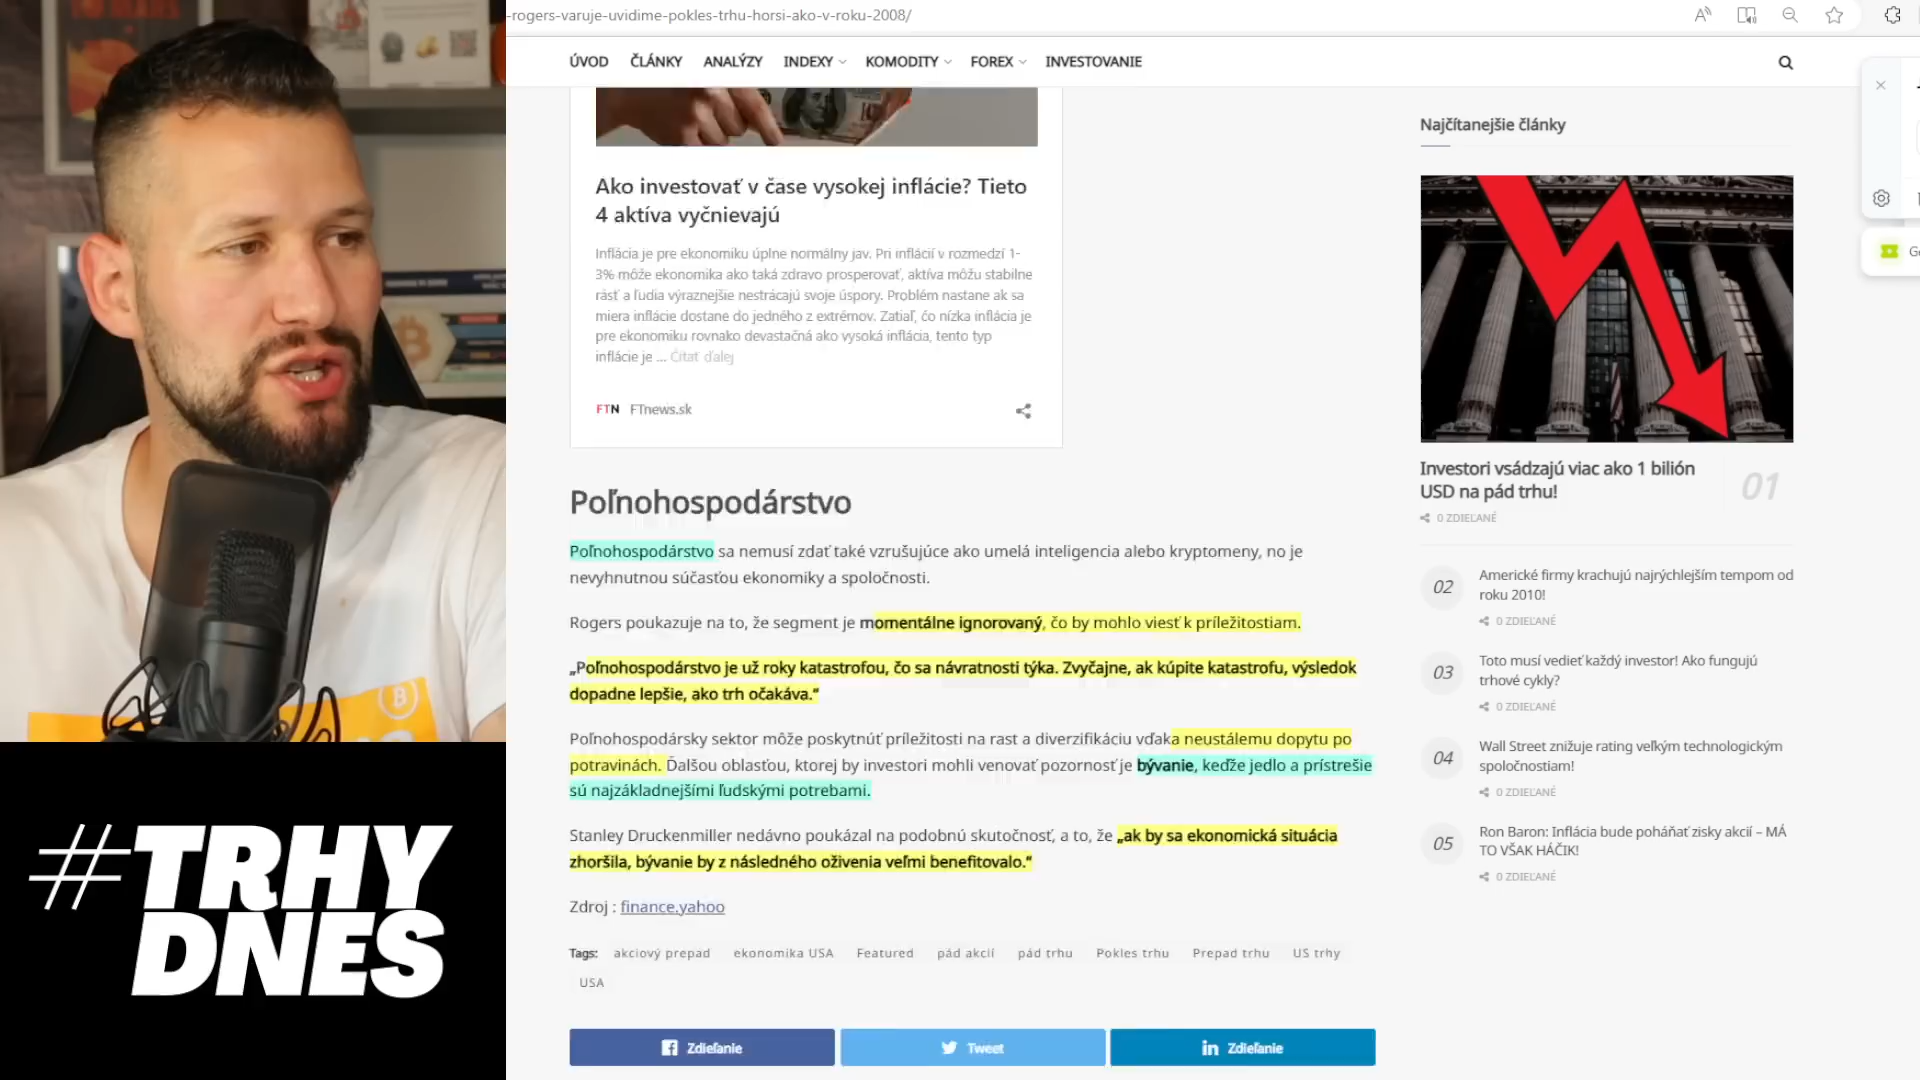 -rogers-varuje-uvidime-pokles-trhu-horsi-ako-v-roku-2008/
ÚVOD
ČLÁNKY
ANALÝZY
INDEXY
KOMODITY
FOREX
INVESTOVANIE
Ako investovať v čase vysokej inflácie? Tieto
4 aktíva vyčnievajú
Inflácia je pre ekonomiku úplne normálny jav. Pri inflácií v rozmedzí 1-
3% môže ekonomika ako taká zdravo prosperovať, aktíva môžu stabilne
rásť a ľudia výraznejšie nestrácajú svoje úspory. Problém nastane ak sa
miera inflácie dostane do jedného z extrémov. Zatiaľ, čo nízka inflácia je
pre ekonomiku rovnako devastačná ako vysoká inflácia, tento typ
inflácie je ... Čítať ďalej
FTN FTnews.sk
Poľnohospodárstvo
Poľnohospodárstvo sa nemusí zdať také vzrušujúce ako umelá inteligencia alebo kryptomeny, no je
nevyhnutnou súčasťou ekonomiky a spoločnosti.
Rogers poukazuje na to, že segment je momentálne ignorovaný, čo by mohlo viesť k príležitostiam.
„Poľnohospodárstvo je už roky katastrofou, čo sa návratnosti týka. Zvyčajne, ak kúpite katastrofu, výsledok
dopadne lepšie, ako trh očakáva.“
Poľnohospodársky sektor môže poskytnúť príležitosti na rast a diverzifikáciu vďaka neustálemu dopytu po
potravinách. Ďalšou oblasťou, ktorej by investori mohli venovať pozornosť je bývanie, keďže jedlo a prístrešie
sú najzákladnejšími ľudskými potrebami.
Stanley Druckenmiller nedávno poukázal na podobnú skutočnosť, a to, že „ak by sa ekonomická situácia
zhoršila, bývanie by z následného oživenia veľmi benefitovalo.“
Zdroj : finance.yahoo
Tags: akciový prepad ekonomika USA Featured pád akcií pád trhu Pokles trhu Prepad trhu US trhy
USA
Zdieľanie
Tweet
Zdieľanie
Najčítanejšie články
Investori vsádzajú viac ako 1 bilión
USD na pád trhu!
01
0 ZDIEĽANÉ
02
Americké firmy krachujú najrýchlejším tempom od
roku 2010!
0 ZDIEĽANÉ
03
Toto musí vedieť každý investor! Ako fungujú
trhové cykly?
0 ZDIEĽANÉ
04
Wall Street znižuje rating veľkým technologickým
spoločnostiam!
0 ZDIEĽANÉ
05
Ron Baron: Inflácia bude poháňať zisky akcií – MÁ
TO VŠAK HÁČIK!
0 ZDIEĽANÉ
#TRHY
DNES